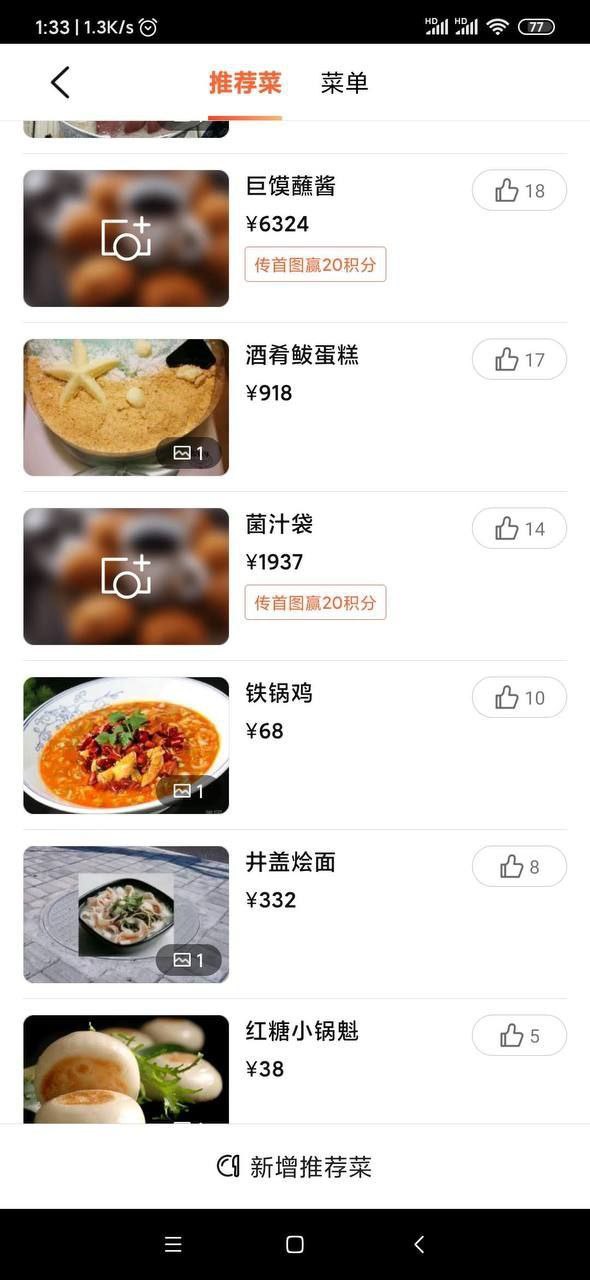 1:33 | 1.3K/s
HD HD 77
推荐菜 菜单
巨馍蘸酱
18
¥6324
传首图赢20积分
酒肴鲅蛋糕
17
¥918
1
菌汁袋
14
¥1937
传首图赢20积分
铁锅鸡
10
¥68
1
井盖烩面
8
¥332
1
红糖小锅魁
5
¥38
新增推荐菜